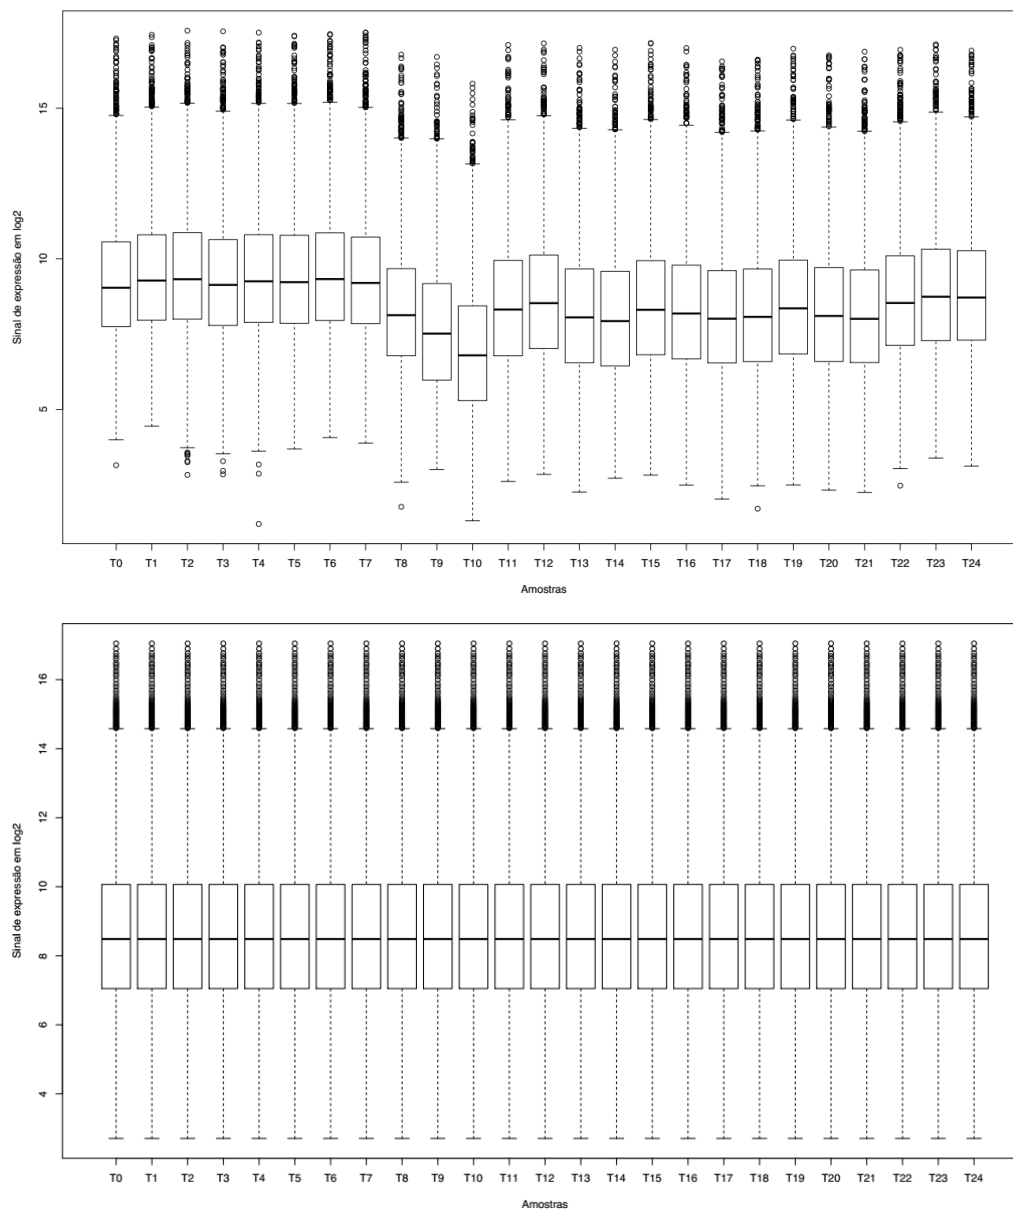 Sinal de expressão em log2
15
10
5
T0 T1 T2 T3 T4 T5 T6 T7 T8 T9 T10 T11 T12 T13 T14 T15 T16 T17 T18 T19 T20 T21 T22 T23 T24
Amostras
Sinal de expressão em log2
16
14
12
10
8
6
4
T0 T1 T2 T3 T4 T5 T6 T7 T8 T9 T10 T11 T12 T13 T14 T15 T16 T17 T18 T19 T20 T21 T22 T23 T24
Amostras